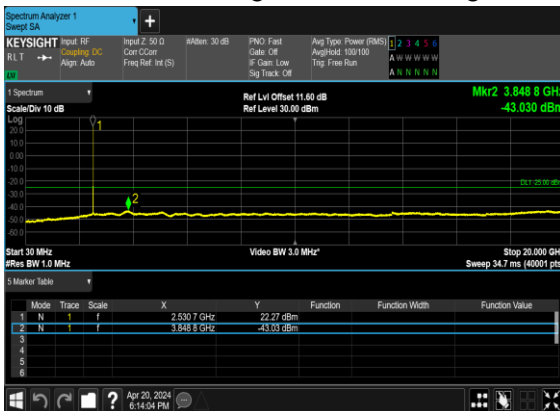 Spectrum Analyzer 1
Swept SA
KEYSIGHT Input: RF Input Z: 50 Ω #Atten: 30 dB PNO: Fast Avg Type: Power (RMS) 1 2 3 4 5 6
RLT Coupling: DC Corr CCorr Gate: Off Avg|Hold: 100/100 A W W W W W
Align: Auto Freq Ref: Int (S) IF Gain: Low Trig: Free Run
Sig Track: Off A N N N N N
1 Spectrum
Ref Lvl Offset 11.60 dB Mkr2 3.848 8 GHz
Scale/Div 10 dB Ref Level 30.00 dBm -43.030 dBm
Log
20.0
10.0
0.00
-10.0
-20.0
-30.0
-40.0
-50.0
-60.0
1
2
DL1 -25.00 dBm
Start 30 MHz Video BW 3.0 MHz* Stop 20.000 GHz
#Res BW 1.0 MHz Sweep 34.7 ms (40001 pts)
5 Marker Table
Mode Trace Scale X Y Function Function Width Function Value
1 N 1 f 2.530 7 GHz 22.27 dBm
2 N 1 f 3.848 8 GHz -43.03 dBm
3
4
5
6
? Apr 20, 2024
6:14:04 PM